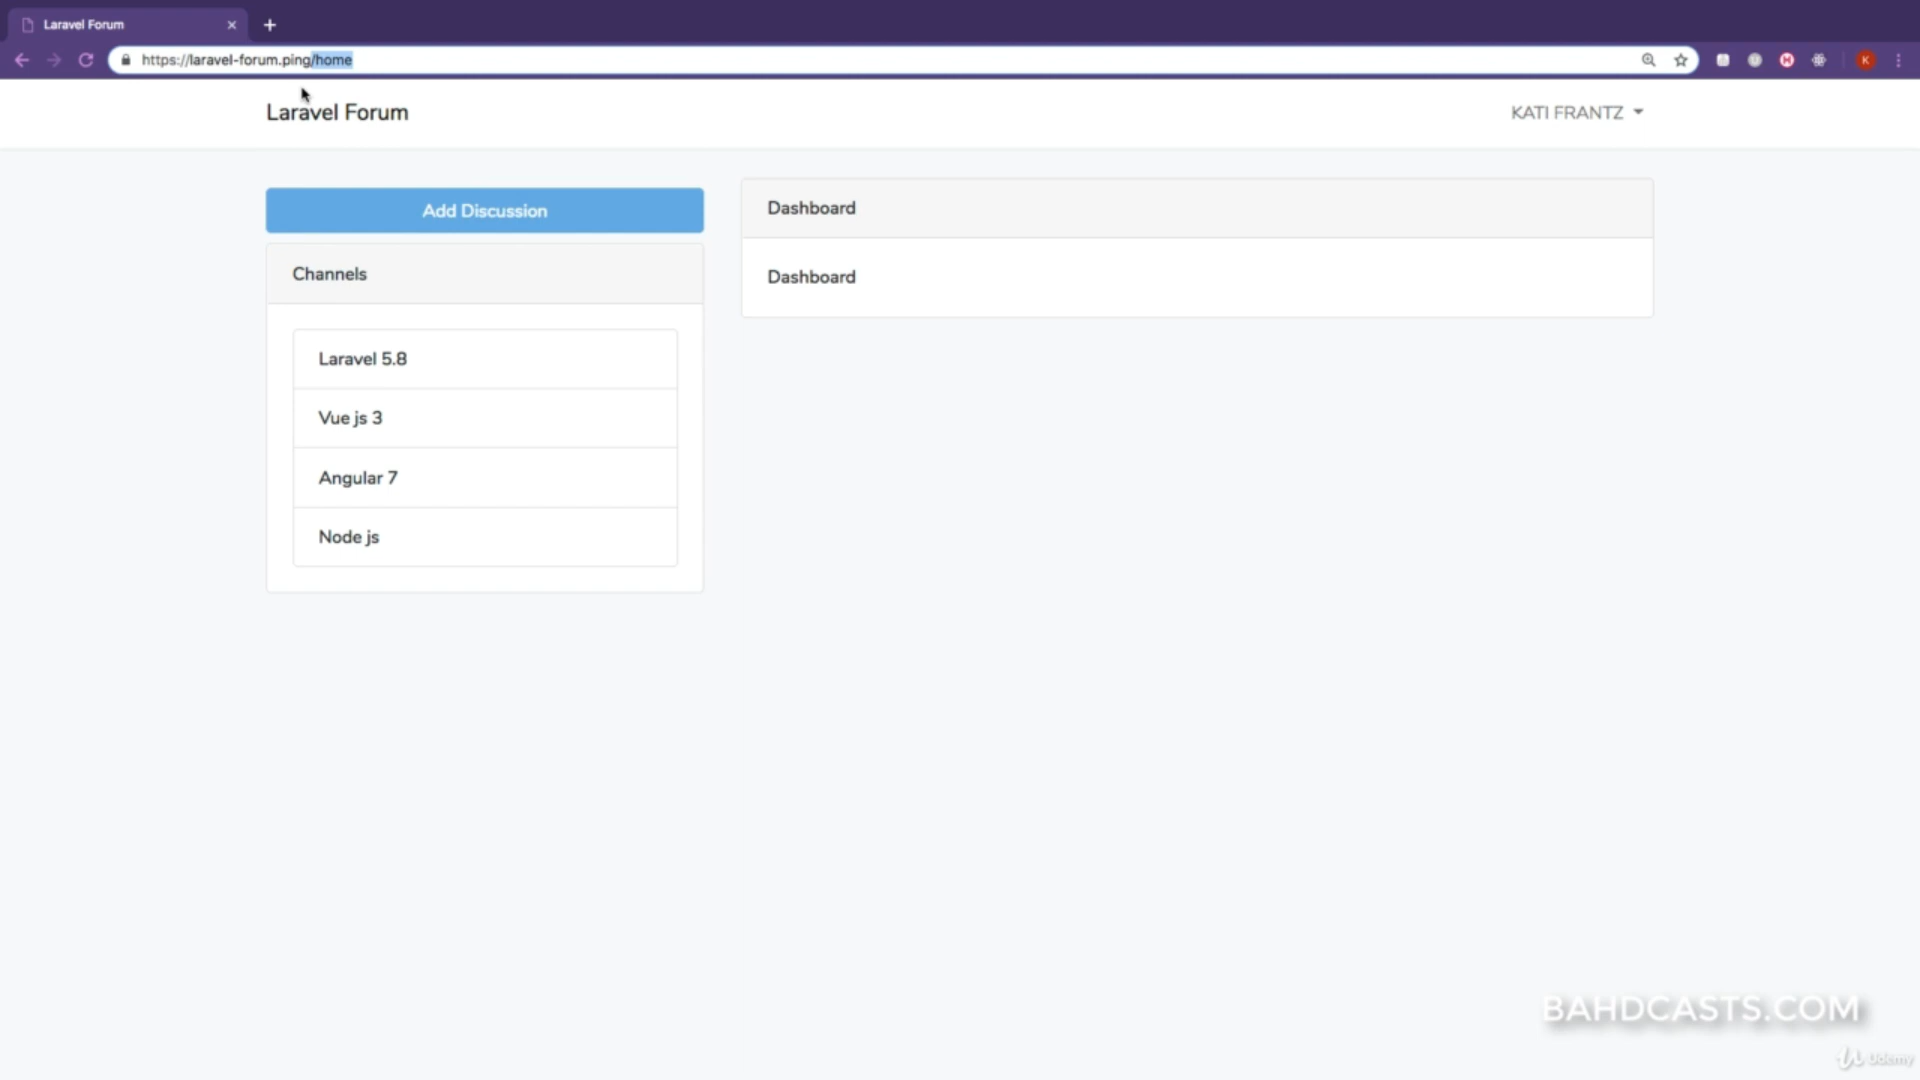 Laravel Forum
https://laravel-forum.ping/home
K
Laravel Forum
KATI FRANTZ
Add Discussion
Dashboard
Channels
Dashboard
Laravel 5.8
Vue js 3
Angular 7
Node js
BAHDCASTS.COM
Udemy